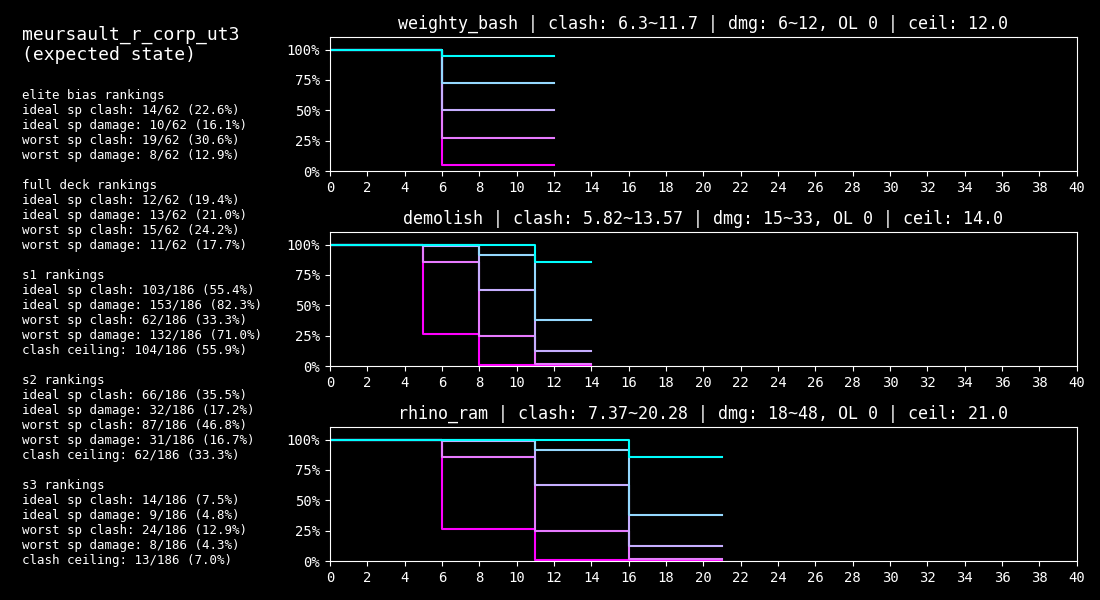 meursault_r_corp_ut3
(expected state)
elite bias rankings
ideal sp clash: 14/62 (22.6%)
ideal sp damage: 10/62 (16.1%)
worst sp clash: 19/62 (30.6%)
worst sp damage: 8/62 (12.9%)
full deck rankings
ideal sp clash: 12/62 (19.4%)
ideal sp damage: 13/62 (21.0%)
worst sp clash: 15/62 (24.2%)
worst sp damage: 11/62 (17.7%)
s1 rankings
ideal sp clash: 103/186 (55.4%)
ideal sp damage: 153/186 (82.3%)
worst sp clash: 62/186 (33.3%)
worst sp damage: 132/186 (71.0%)
clash ceiling: 104/186 (55.9%)
s2 rankings
ideal sp clash: 66/186 (35.5%)
ideal sp damage: 32/186 (17.2%)
worst sp clash: 87/186 (46.8%)
worst sp damage: 31/186 (16.7%)
clash ceiling: 62/186 (33.3%)
s3 rankings
ideal sp clash: 14/186 (7.5%)
ideal sp damage: 9/186 (4.8%)
worst sp clash: 24/186 (12.9%)
worst sp damage: 8/186 (4.3%)
clash ceiling: 13/186 (7.0%)
weighty_bash | clash: 6.3~11.7 | dmg: 6~12, OL 0 | ceil: 12.0
100%
75%
50%
25%
0%
0 2 4 6 8 10 12 14 16 18 20 22 24 26 28 30 32 34 36 38 40
demolish | clash: 5.82~13.57 | dmg: 15~33, OL 0 | ceil: 14.0
100%
75%
50%
25%
0%
0 2 4 6 8 10 12 14 16 18 20 22 24 26 28 30 32 34 36 38 40
rhino_ram | clash: 7.37~20.28 | dmg: 18~48, OL 0 | ceil: 21.0
100%
75%
50%
25%
0%
0 2 4 6 8 10 12 14 16 18 20 22 24 26 28 30 32 34 36 38 40